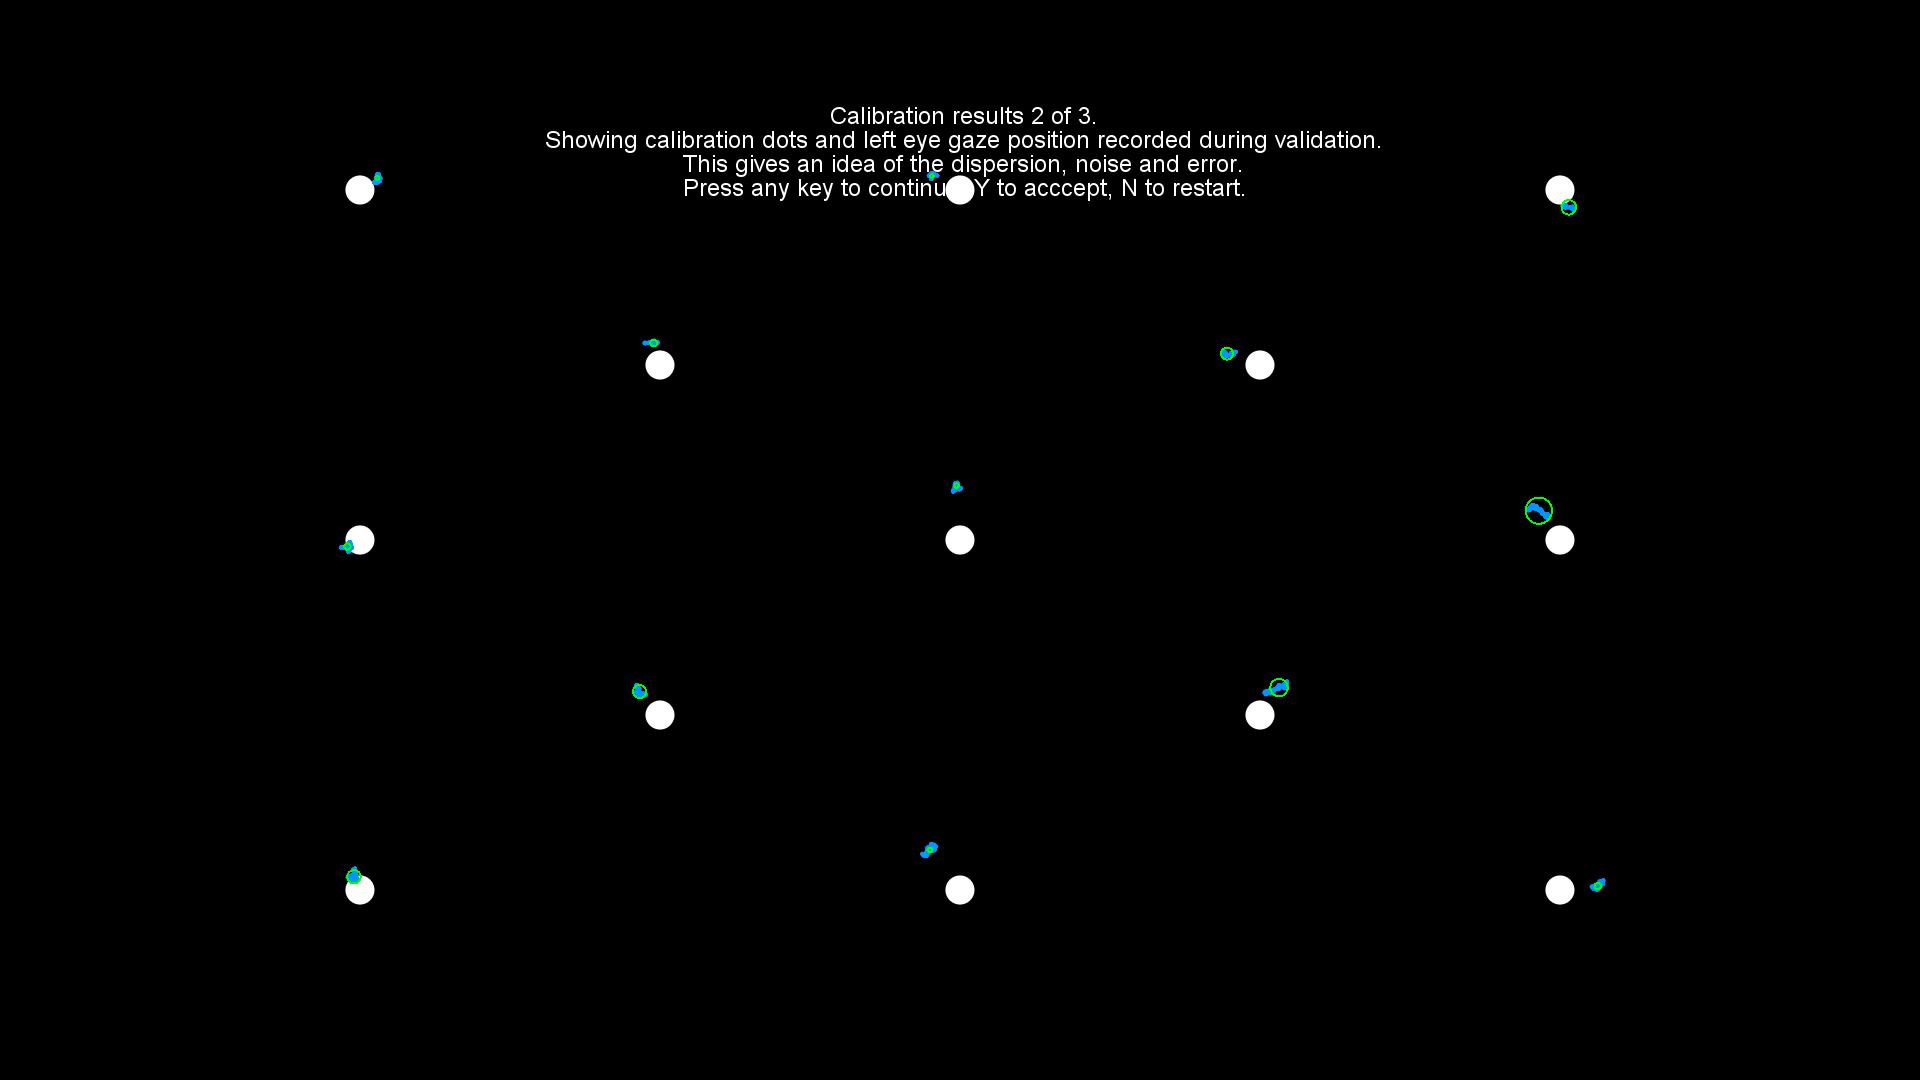 Calibration results 2 of 3.
Showing calibration dots and left eye gaze position recorded during validation.
This gives an idea of the dispersion, noise and error.
Press any key to continu Y to acccept, N to restart.